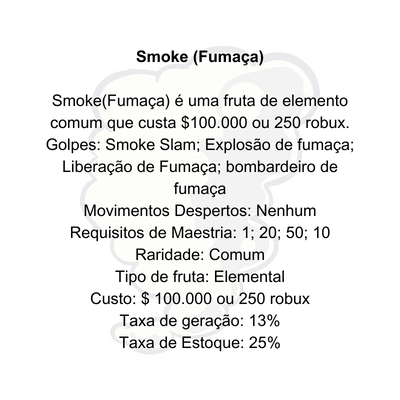 Smoke (Fumaça)
Smoke(Fumaça) é uma fruta de elemento
comum que custa $100.000 ou 250 robux.
Golpes: Smoke Slam; Explosão de fumaça;
Liberação de Fumaça; bombardeiro de
fumaça
Movimentos Despertos: Nenhum
Requisitos de Maestria: 1; 20; 50; 10
Raridade: Comum
Tipo de fruta: Elemental
Custo: $ 100.000 ou 250 robux
Taxa de geração: 13%
Taxa de Estoque: 25%